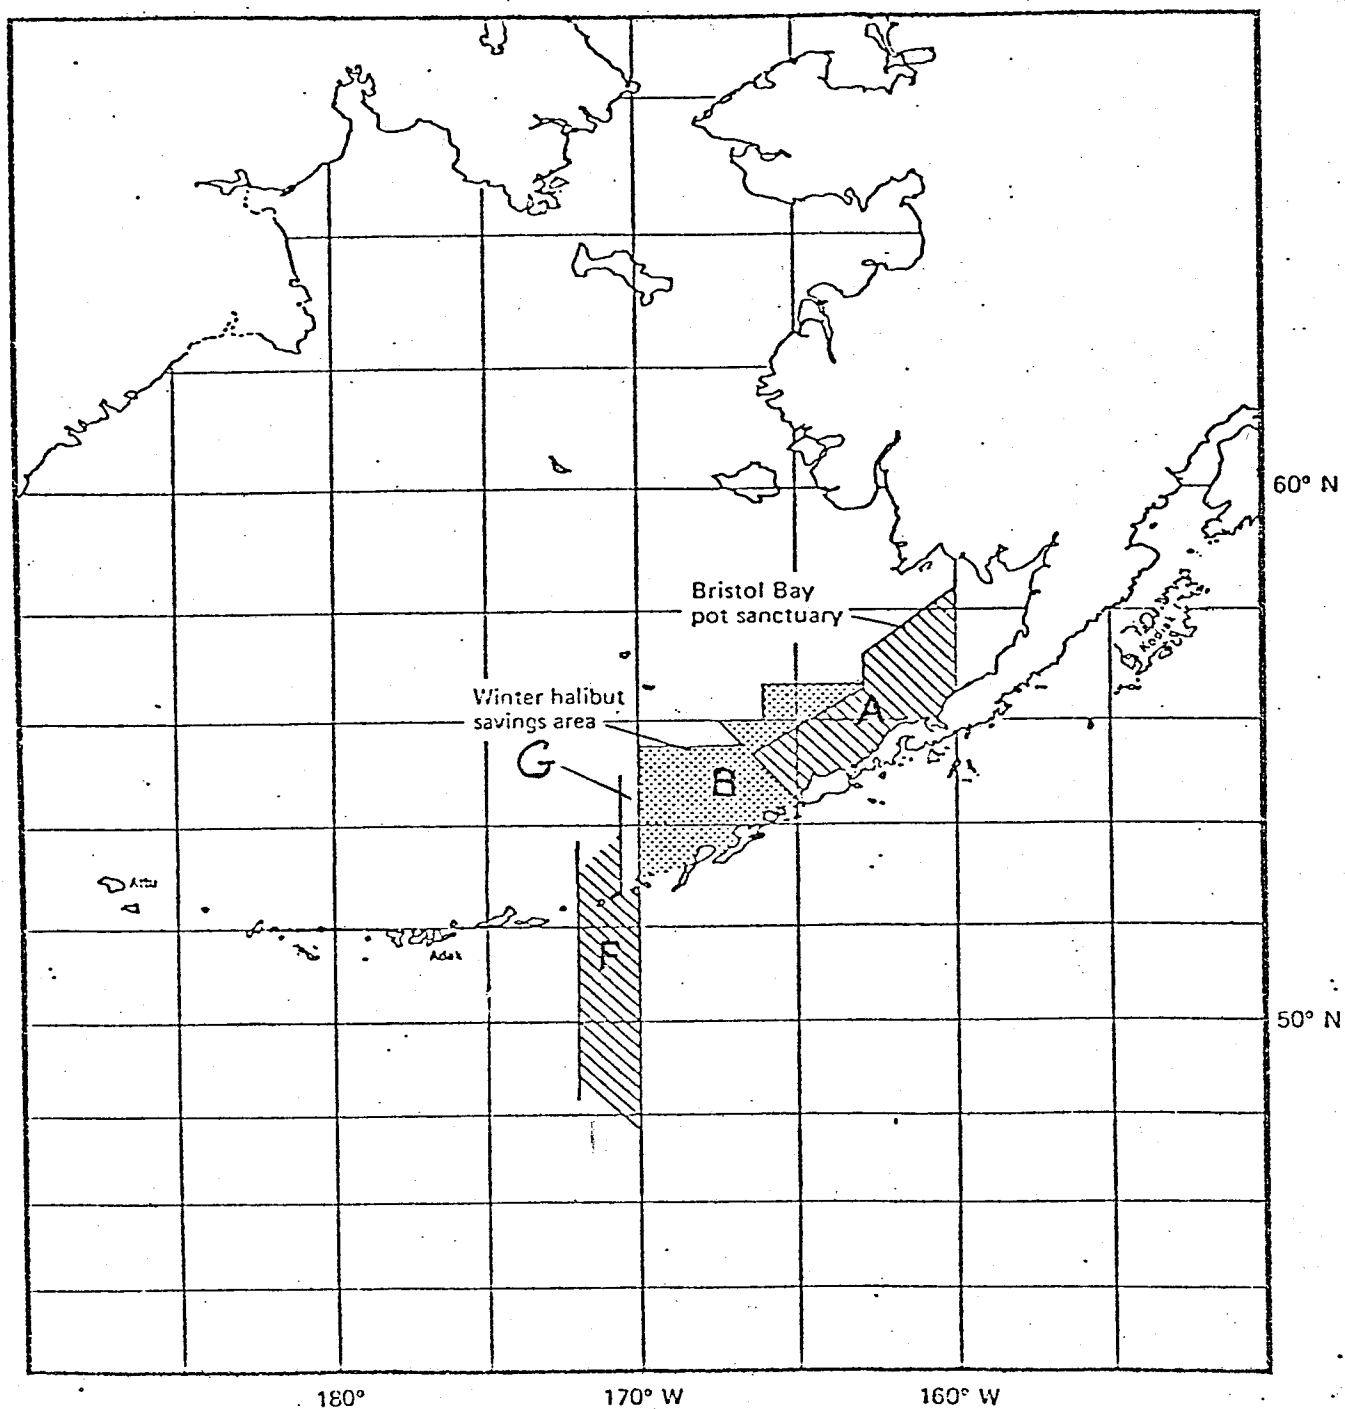 60° N
Bristol Bay
pot sanctuary
Kodiak I
Winter halibut
savings area
A
G
B
Attu
F
Adak
50° N
180°
170° W
160° W